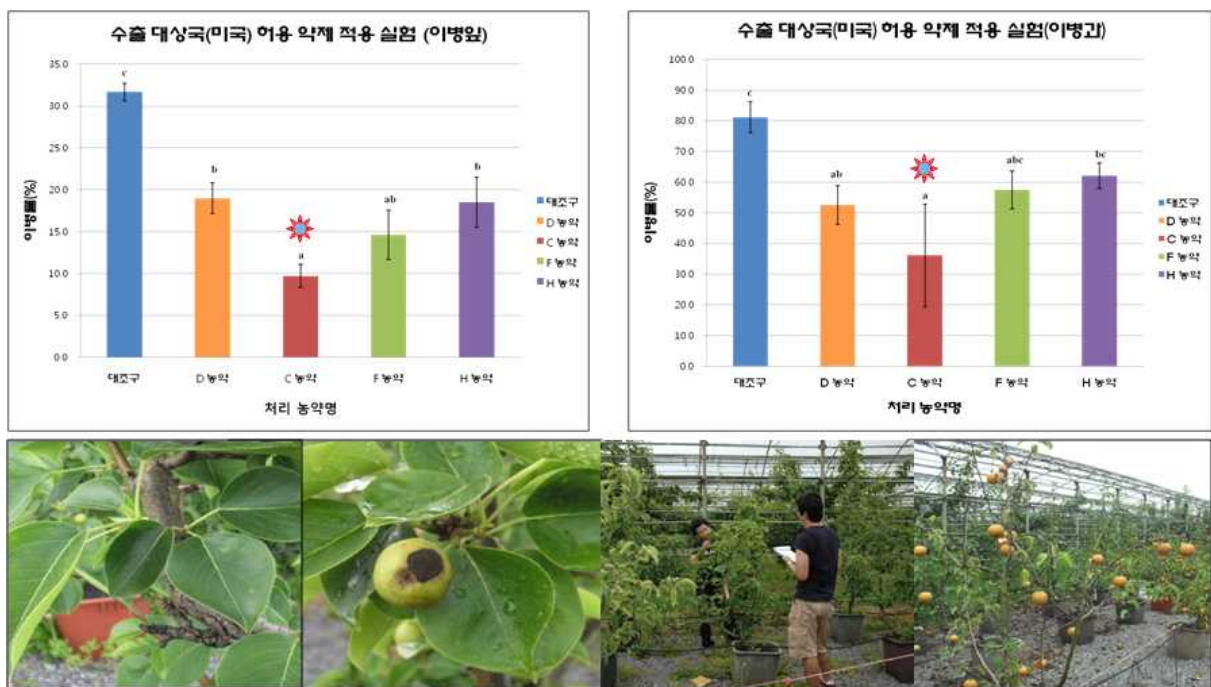 수출 대상국(미국) 허용 약제 적용 실험 (이병잎)
이병률(%)
35.0
30.0
25.0
20.0
15.0
10.0
5.0
0.0
c
b
a
ab
b
대조구
D 농약
C 농약
F 농약
H 농약
처리 농약명
대조구
D 농약
C 농약
F 농약
H 농약
수출 대상국(미국) 허용 약제 적용 실험(이병과)
이병률(%)
100.0
90.0
80.0
70.0
60.0
50.0
40.0
30.0
20.0
10.0
0.0
c
ab
a
abc
bc
대조구
D 농약
C 농약
F 농약
H 농약
처리 농약명
대조구
D 농약
C 농약
F 농약
H 농약